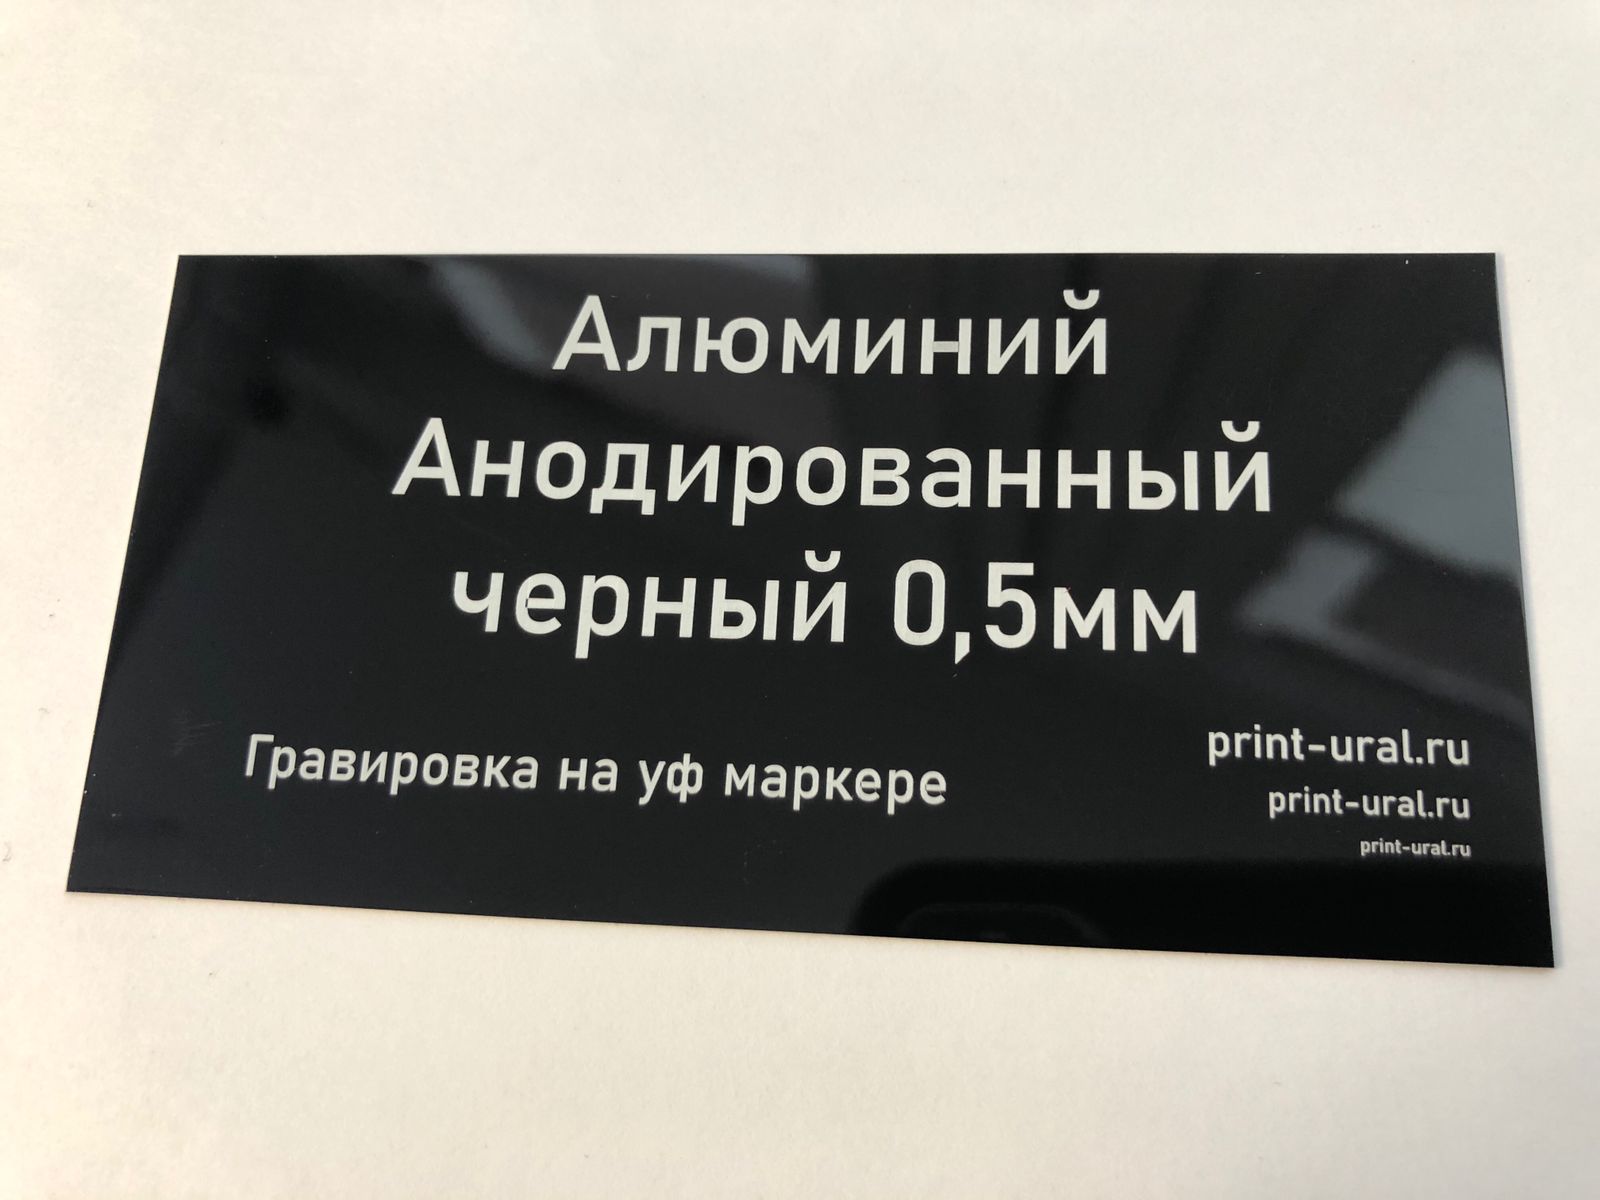 Алюминий
Анодированный
черный 0,5мм
Гравировка на уф маркере
print-ural.ru
print-ural.ru
print-ural.ru